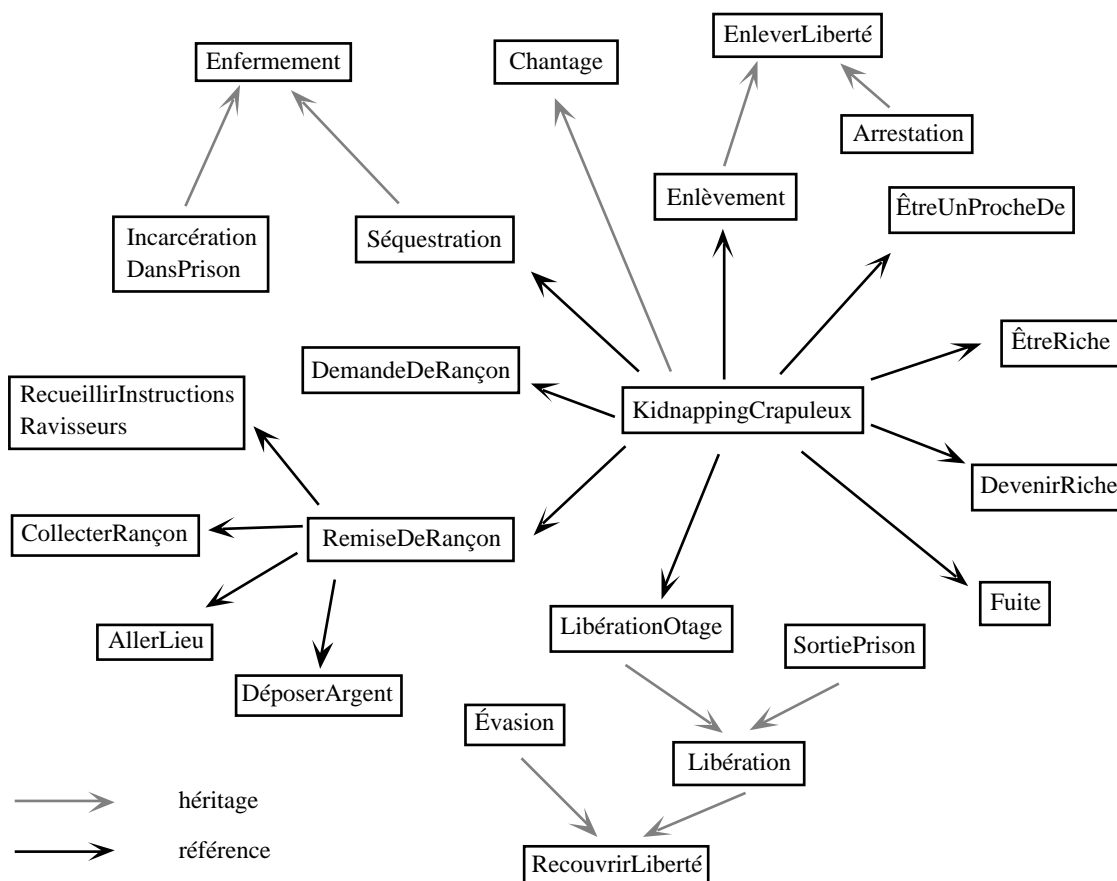 EnleverLiberté
Enfermement
Chantage
Arrestation
Enlèvement
ÊtreUnProcheDe
Incarcération
DansPrison
Séquestration
ÊtreRiche
DemandeDeRançon
RecueillirInstructions
Ravisseurs
KidnappingCrapuleux
DevenirRiche
CollecterRançon
RemiseDeRançon
Fuite
AllerLieu
LibérationOtage
SortiePrison
DéposerArgent
Évasion
Libération
héritage
référence
RecouvrirLiberté